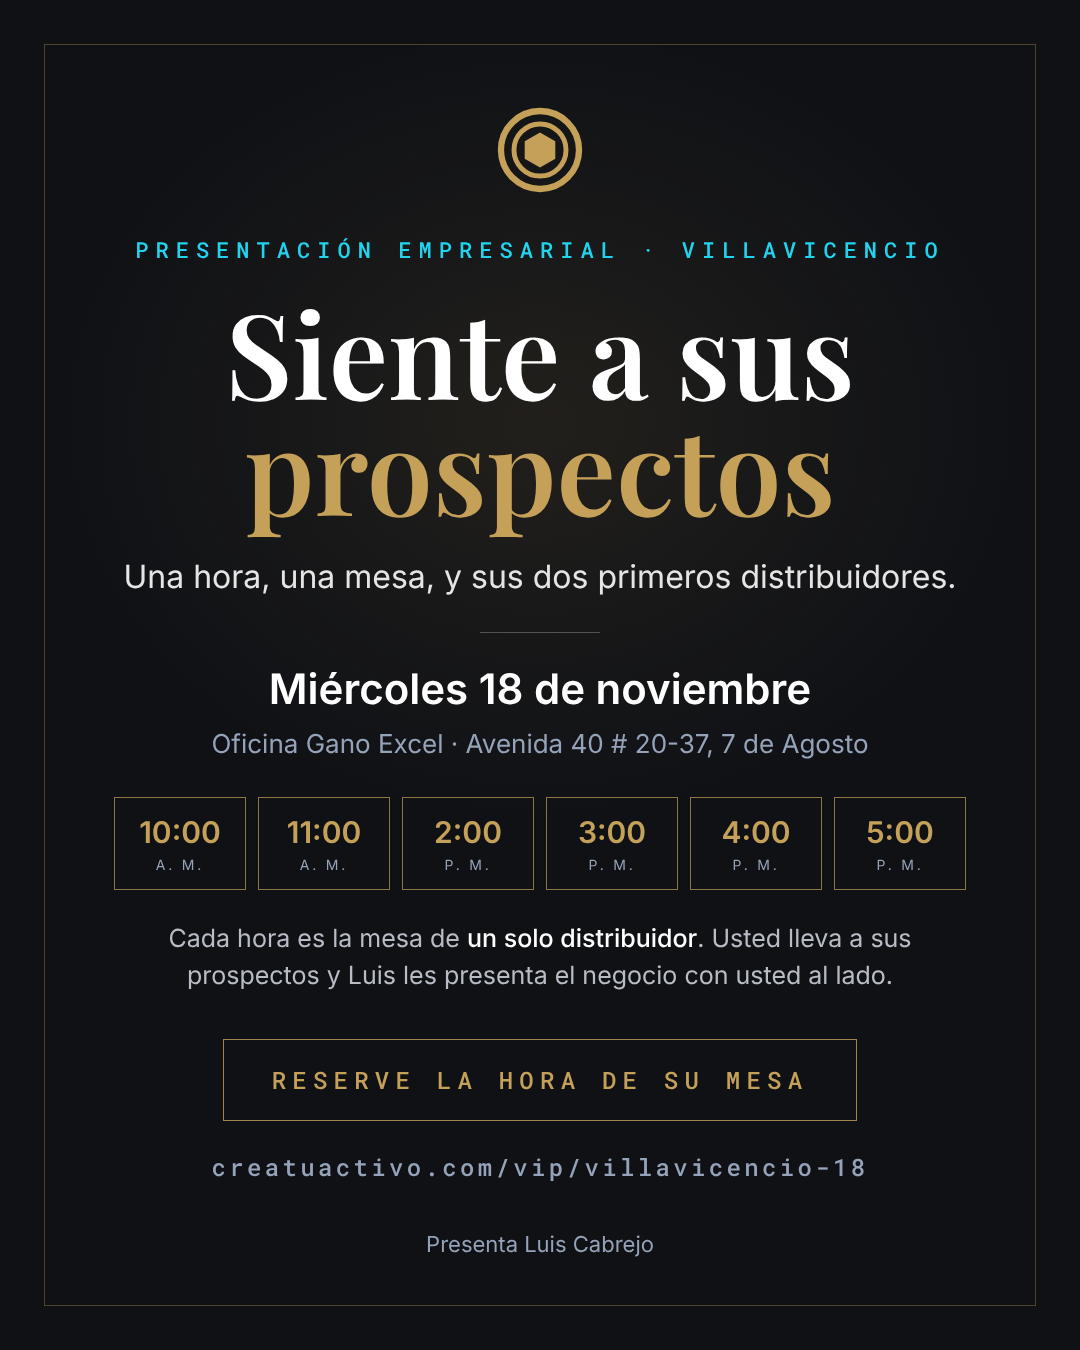 PRESENTACIÓN EMPRESARIAL · VILLAVICENCIO
Siente a sus
prospectos
Una hora, una mesa, y sus dos primeros distribuidores.
Miércoles 18 de noviembre
Oficina Gano Excel · Avenida 40 # 20-37, 7 de Agosto
10:00 11:00 2:00 3:00 4:00 5:00
A. M. A. M. P. M. P. M. P. M. P. M.
Cada hora es la mesa de un solo distribuidor. Usted lleva a sus
prospectos y Luis les presenta el negocio con usted al lado.
RESERVE LA HORA DE SU MESA
creatuactivo.com/vip/villavicencio-18
Presenta Luis Cabrejo